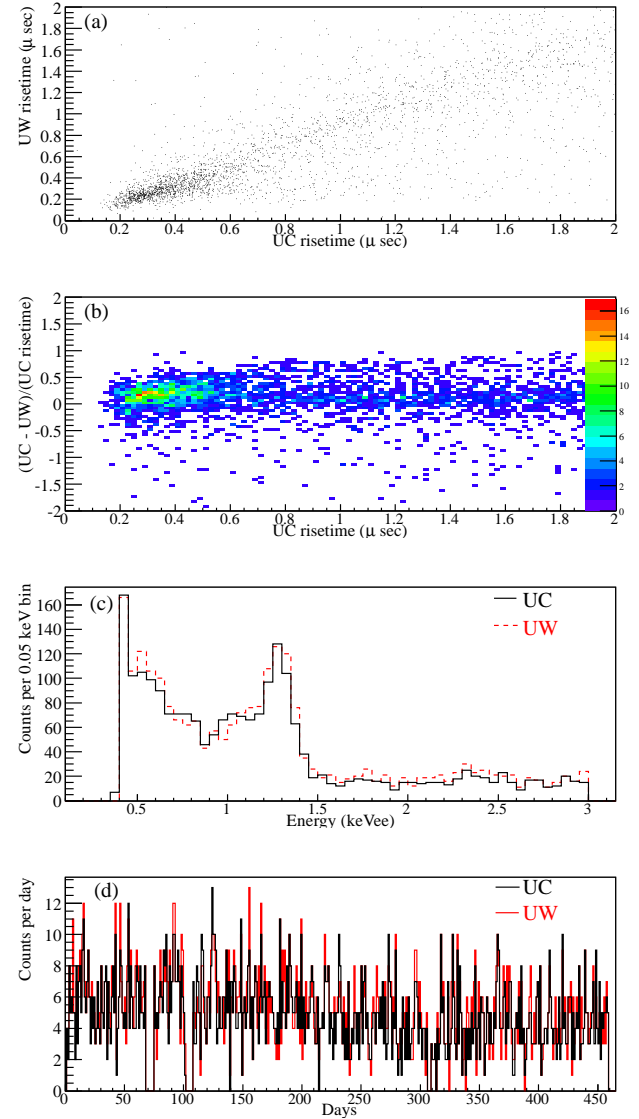 (a)
UW risetime (μ sec)
2
1.8
1.6
1.4
1.2
1
0.8
0.6
0.4
0.2
0
0 0.2 0.4 0.6 0.8 1 1.2 1.4 1.6 1.8 2
UC risetime (μ sec)
(b)
(UC - UW)/(UC risetime)
2
1.5
1
0.5
0
-0.5
-1
-1.5
-2
16
14
12
10
8
6
4
2
0
0 0.2 0.4 0.6 0.8 1 1.2 1.4 1.6 1.8 2
UC risetime (μ sec)
(c)
UC
UW
Counts per 0.05 keV bin
160
140
120
100
80
60
40
20
0
0.5 1 1.5 2 2.5 3
Energy (keVee)
(d)
UC
UW
Counts per day
12
10
8
6
4
2
0
0 50 100 150 200 250 300 350 400 450
Days